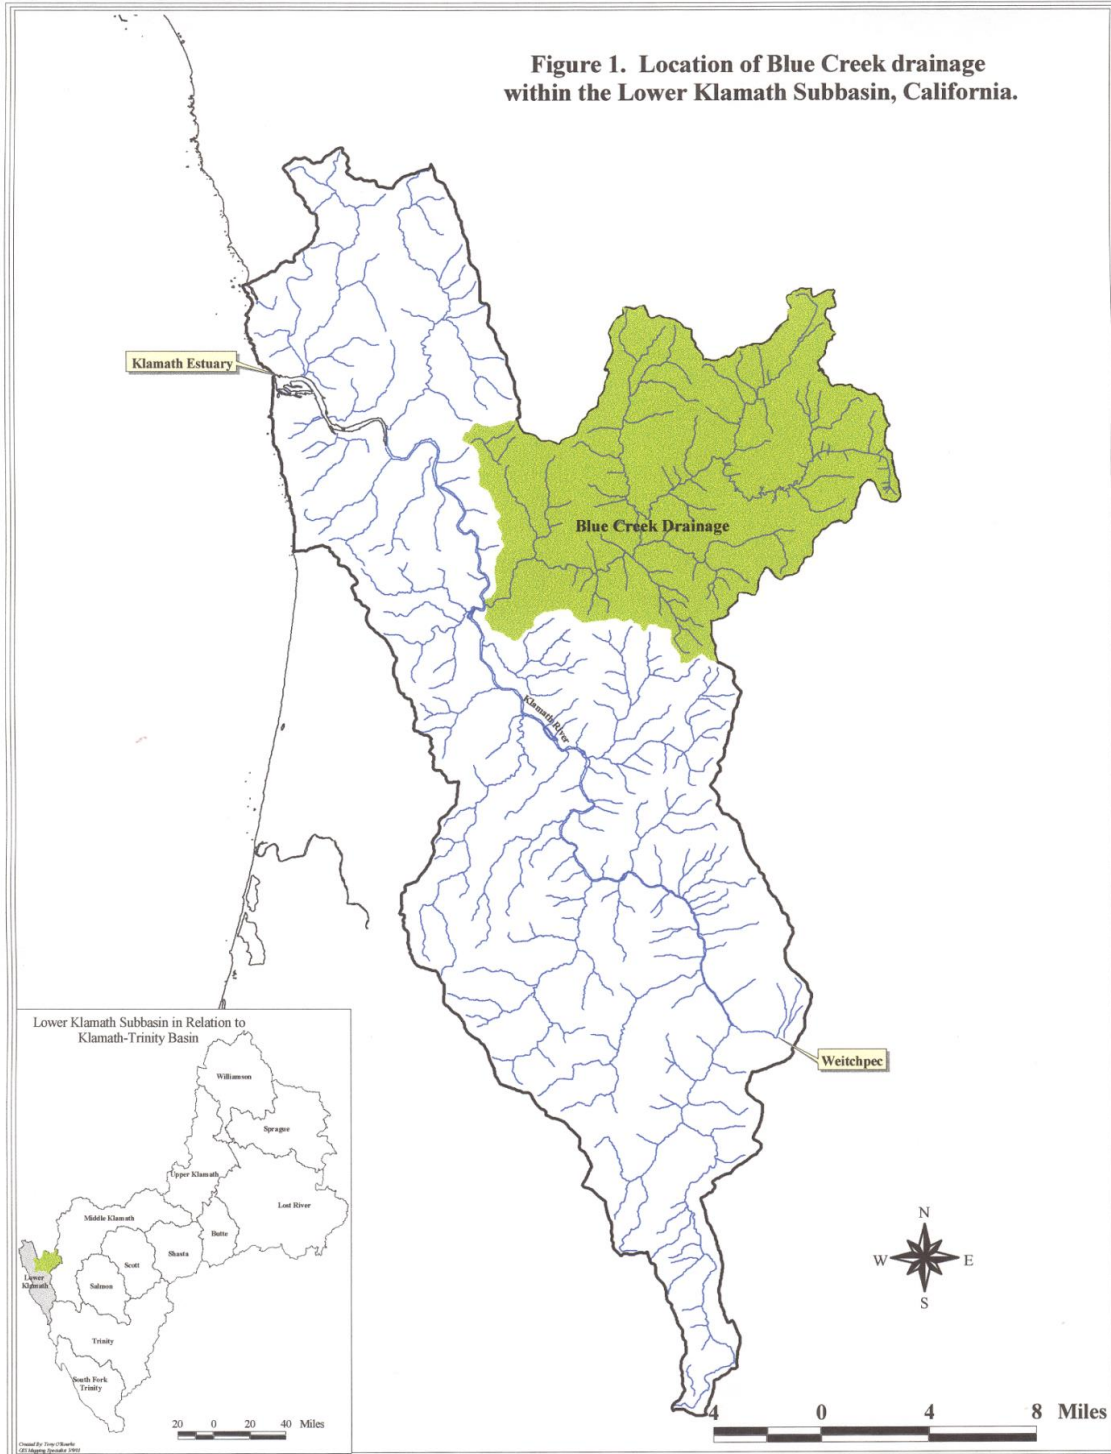 Figure 1. Location of Blue Creek drainage
within the Lower Klamath Subbasin, California.
Klamath Estuary
Blue Creek Drainage
Klamath River
Weitchpec
Lower Klamath Subbasin in Relation to
Klamath-Trinity Basin
Williamson
Sprague
Upper Klamath
Lost River
Middle Klamath
Butte
Shasta
Scott
Lower
Klamath
Salmon
Trinity
South Fork
Trinity
20 0 20 40 Miles
N
W E
S
4 0 4 8 Miles